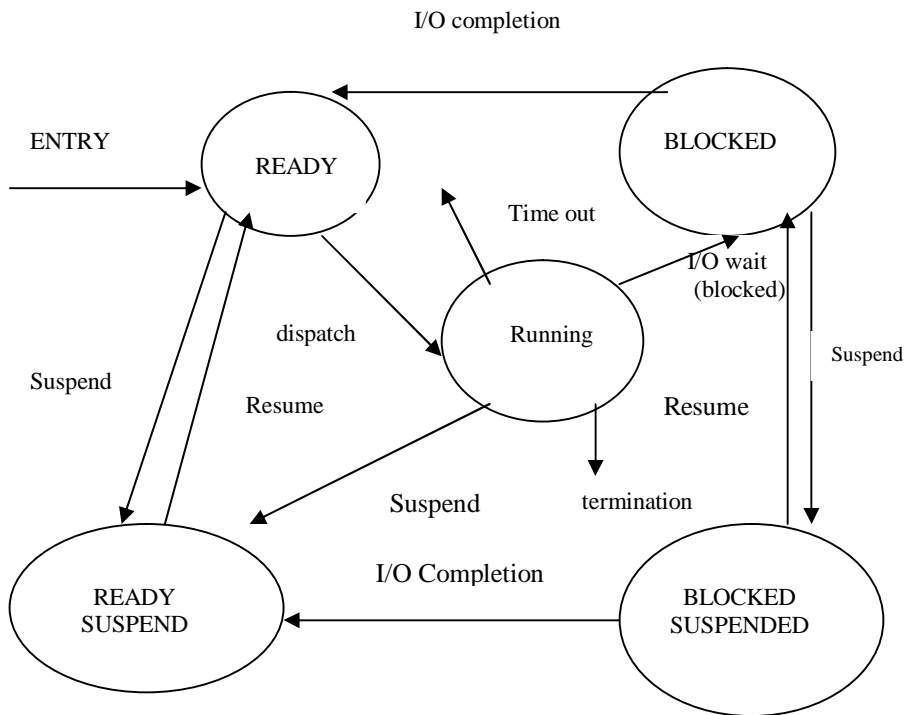 I/O completion
ENTRY
READY
BLOCKED
Time out
I/O wait
(blocked)
dispatch
Running
Suspend
Suspend
Resume
Resume
Suspend
termination
I/O Completion
READY
SUSPEND
BLOCKED
SUSPENDED